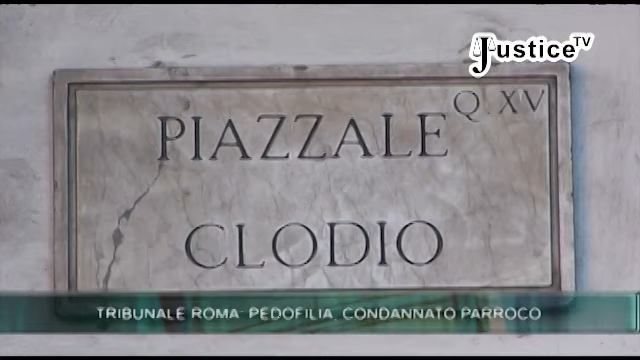 Justice TV
Q. XV
PIAZZALE
CLODIO
TRIBUNALE ROMA- PEDOFILIA, CONDANNATO PARROCO